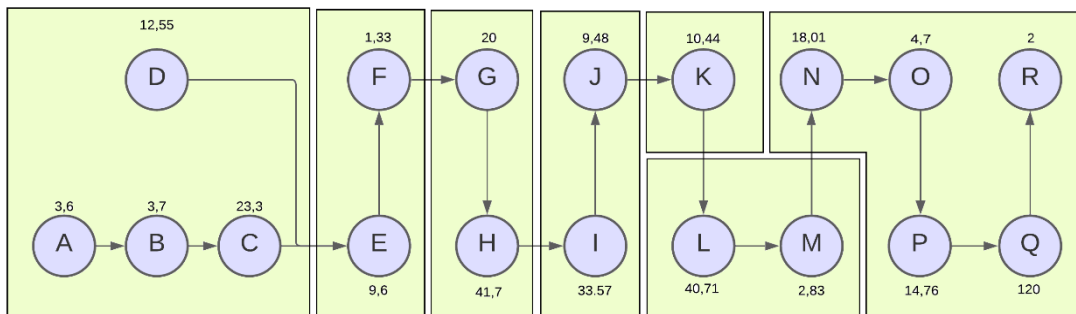 12,55
1,33
20
9,48
10,44
18,01
4,7
2
D
F
G
J
K
N
O
R
3,6
3,7
23,3
A
B
C
E
H
I
L
M
P
Q
9,6
41,7
33.57
40,71
2,83
14,76
120